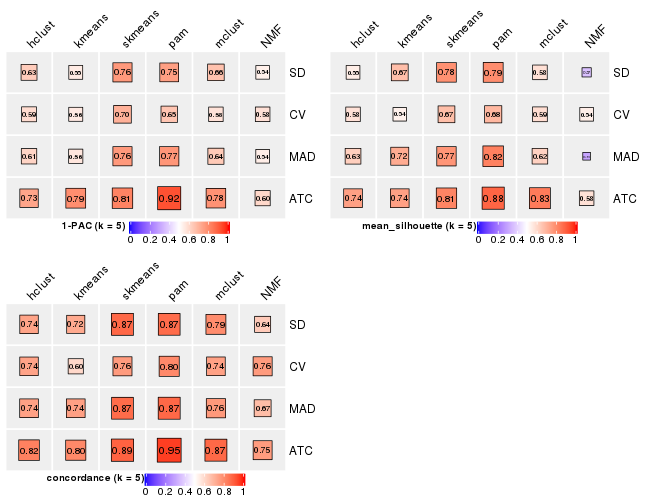 hclust kmeans skmeans pam mclust NMF
0.63 0.55 0.76 0.75 0.66 0.54 SD
0.59 0.56 0.70 0.65 0.58 CV
0.61 0.56 0.76 0.77 0.64 0.54 MAD
0.73 0.79 0.81 0.92 0.78 0.60 ATC
1-PAC (k = 5)
0 0.2 0.4 0.6 0.8 1
hclust kmeans skmeans pam mclust NMF
0.55 0.67 0.78 0.79 0.58 SD
0.58 0.54 0.67 0.68 0.59 0.54 CV
0.63 0.72 0.77 0.82 0.62 MAD
0.74 0.74 0.81 0.88 0.83 0.58 ATC
mean_silhouette (k = 5)
0 0.2 0.4 0.6 0.8 1
hclust kmeans skmeans pam mclust NMF
0.74 0.72 0.87 0.87 0.79 0.64 SD
0.74 0.60 0.76 0.80 0.74 0.76 CV
0.74 0.74 0.87 0.87 0.76 0.67 MAD
0.82 0.80 0.89 0.95 0.87 0.75 ATC
concordance (k = 5)
0 0.2 0.4 0.6 0.8 1